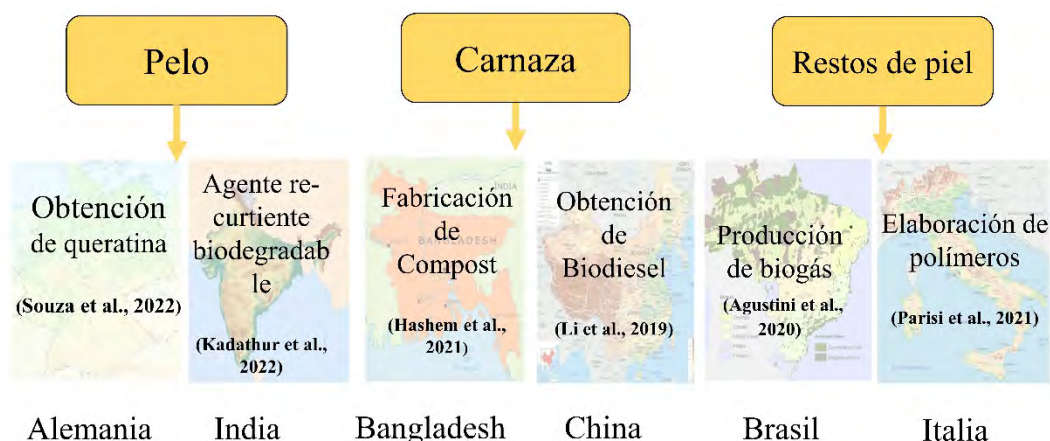 Pelo
Carnaza
Restos de piel
Obtención
de queratina
(Souza et al., 2022)
Agente re-
curtiente
biodegradab
le
(Kadathur et al.,
2022)
INDIA
BANGLADESH
Fabricación
de
Compost
(Hashem et al.,
2021)
Obtención
de
Biodiesel
(Li et al., 2019)
Producción
de biogás
(Agustini et al.,
2020)
Elaboración de
polímeros
(Parisi et al., 2021)
Alemania
India
Bangladesh
China
Brasil
Italia